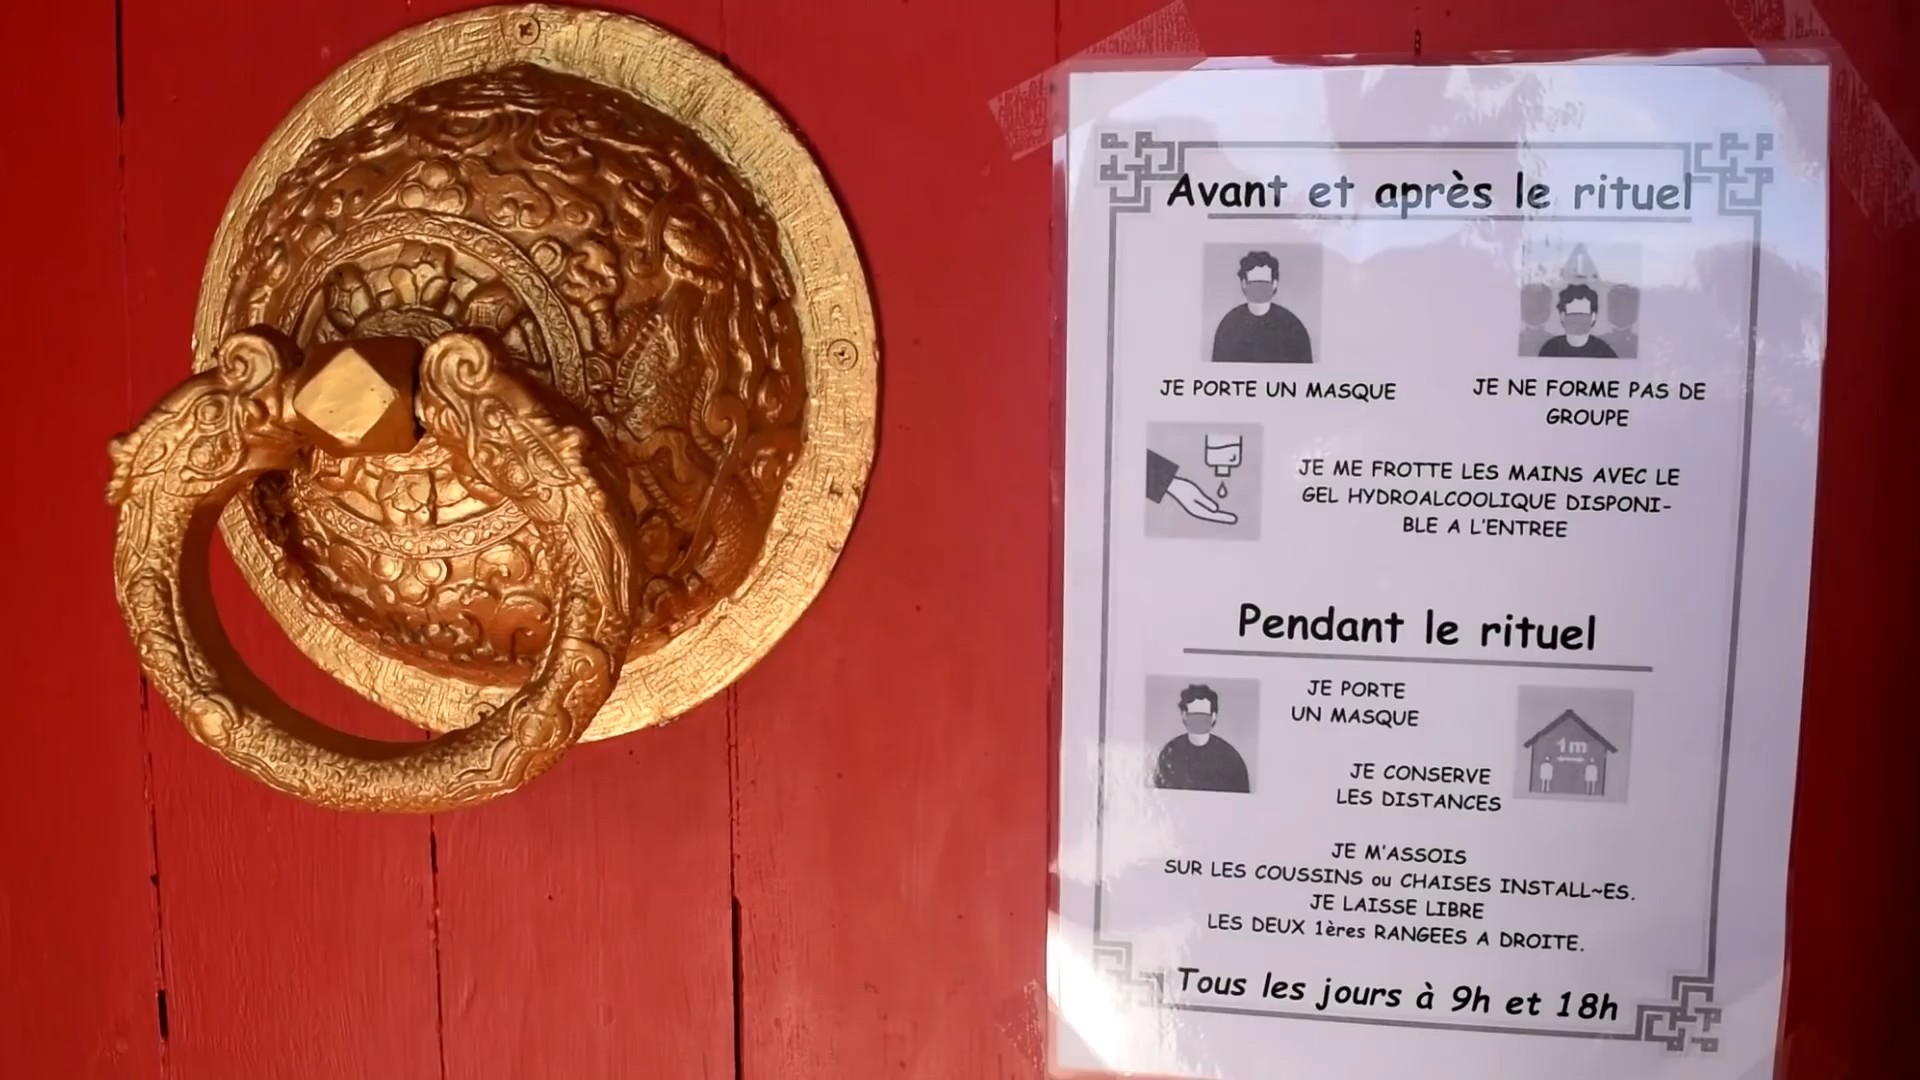 Avant et après le rituel
JE PORTE UN MASQUE
JE NE FORME PAS DE
GROUPE
JE ME FROTTE LES MAINS AVEC LE
GEL HYDROALCOOLIQUE DISPONI-
BLE A L'ENTREE
Pendant le rituel
JE PORTE
UN MASQUE
1m
JE CONSERVE
LES DISTANCES
JE M'ASSOIS
SUR LES COUSSINS ou CHAISES INSTALL~ES.
JE LAISSE LIBRE
LES DEUX 1ères RANGEES A DROITE.
Tous les jours à 9h et 18h